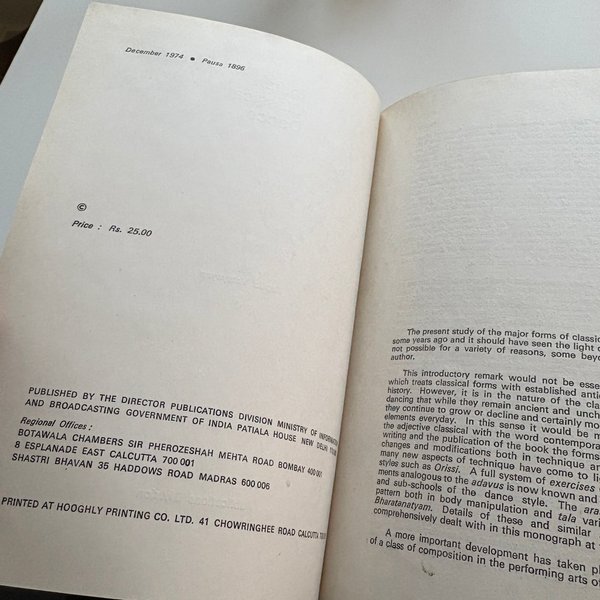 December 1974 • Pausa 1896
©
Price : Rs. 25.00
PUBLISHED BY THE DIRECTOR PUBLICATIONS DIVISION MINISTRY OF INFORMATION
AND BROADCASTING GOVERNMENT OF INDIA PATIALA HOUSE NEW DELHI
Regional Offices :
BOTAWALA CHAMBERS SIR PHEROZESHAH MEHTA ROAD BOMBAY 400 001
8 ESPLANADE EAST CALCUTTA 700 001
SHASTRI BHAVAN 35 HADDOWS ROAD MADRAS 600 006
PRINTED AT HOOGHLY PRINTING CO. LTD. 41 CHOWRINGHEE ROAD CALCUTTA
The present study of the major forms of classic
some years ago and it should have seen the light o
not possible for a variety of reasons, some beyo
author.
This introductory remark would not be esse
which treats classical forms with established anti
history. However, it is in the nature of the cla
dancing that while they remain ancient and unch
they continue to grow or decline and certainly mo
elements everyday. In this sense it would be n
the adjective classical with the word contemporar
writing and the publication of the book the forms
changes and modifications both in technique an
many new aspects of technique have come to li
styles such as Orissi. A full system of exercises
ments analogous to the adavus is now known and
and sub-schools of the dance style. The ara
pattern both in body manipulation and tala vari
Bharatanatyam. Details of these and similar
comprehensively dealt with in this monograph at
A more important development has taken pl
of a class of composition in the performing arts of